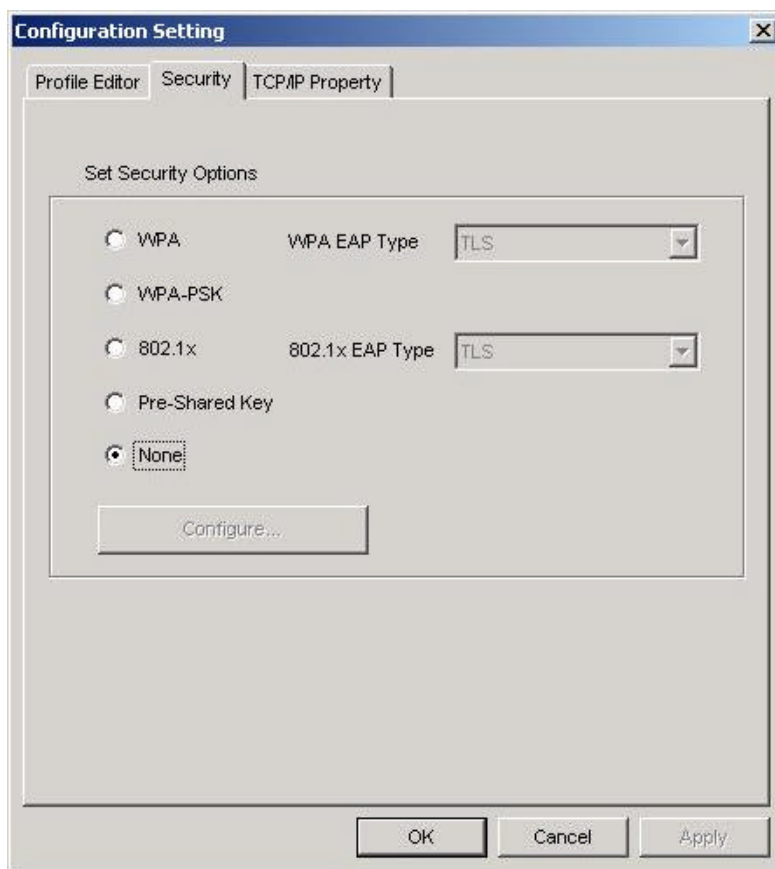 Configuration Setting
Profile Editor Security TCP/IP Property
Set Security Options
WPA WPA EAP Type TLS
WPA-PSK
802.1x 802.1x EAP Type TLS
Pre-Shared Key
None
Configure...
OK Cancel Apply